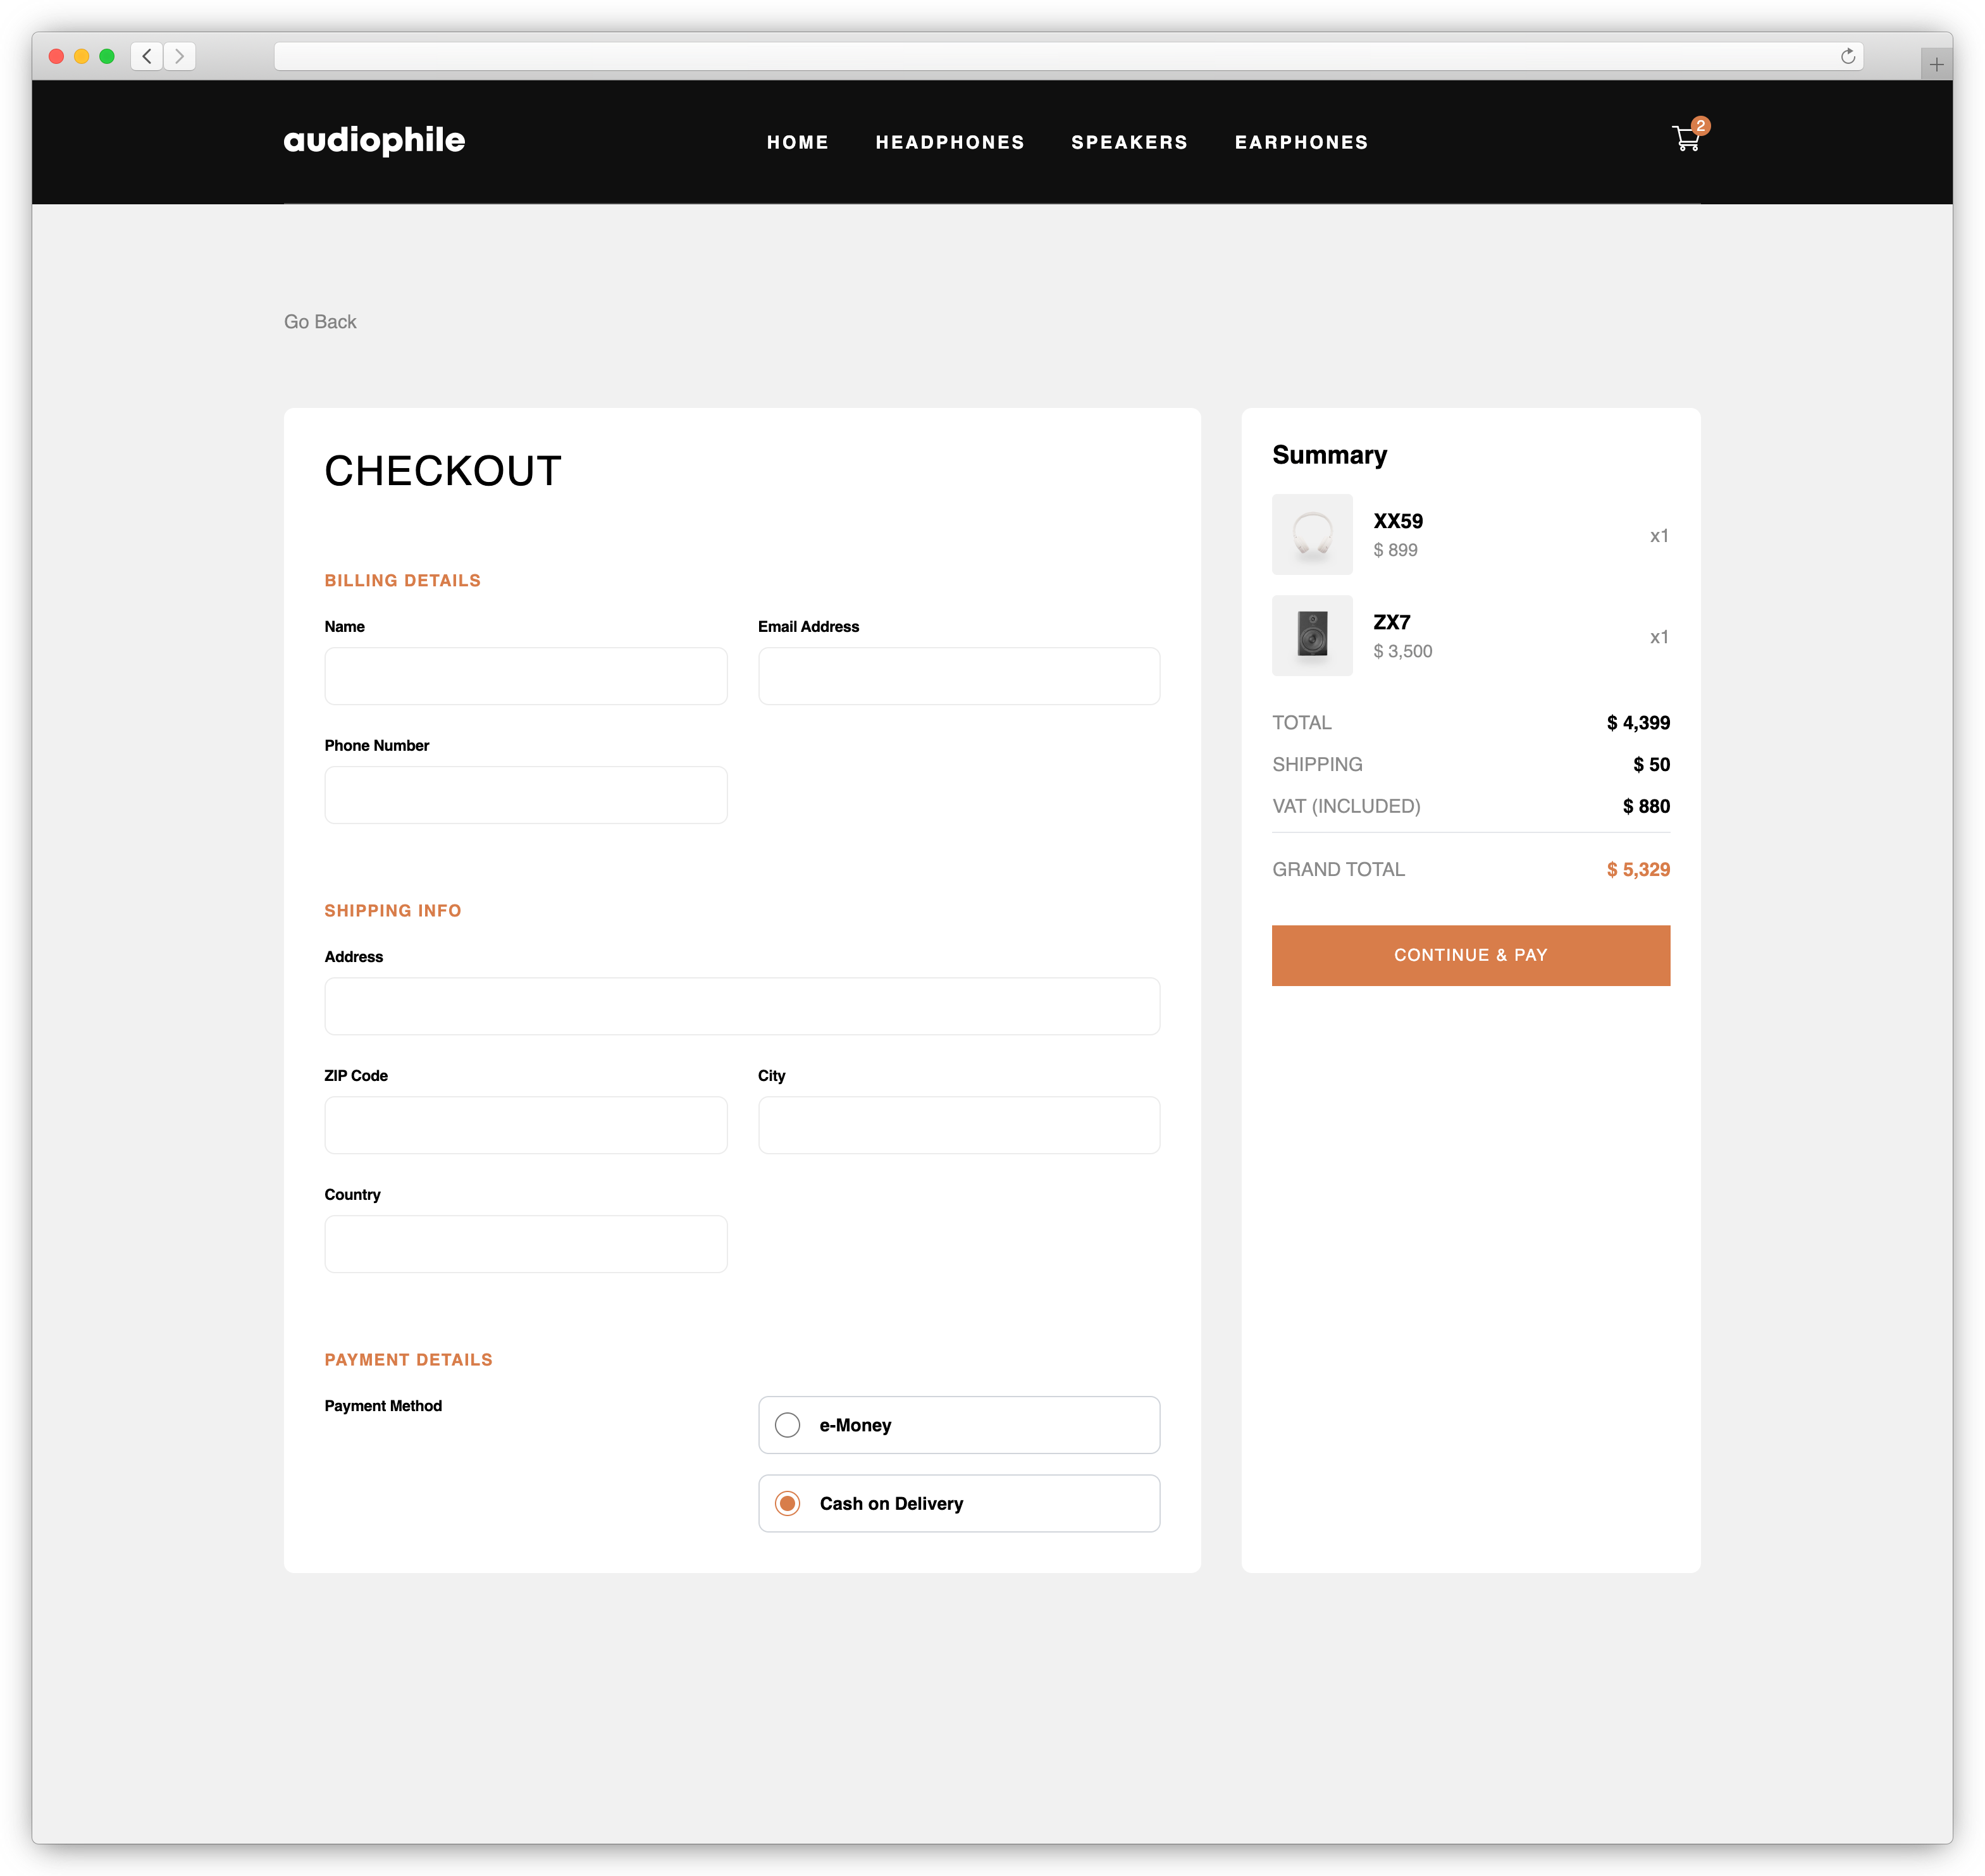 audiophile
HOME HEADPHONES SPEAKERS EARPHONES
2
Go Back
CHECKOUT
BILLING DETAILS
Name
Email Address
Phone Number
SHIPPING INFO
Address
ZIP Code
City
Country
PAYMENT DETAILS
Payment Method
e-Money
Cash on Delivery
Summary
XX59
$ 899
x1
ZX7
$ 3,500
x1
TOTAL $ 4,399
SHIPPING $ 50
VAT (INCLUDED) $ 880
GRAND TOTAL $ 5,329
CONTINUE & PAY